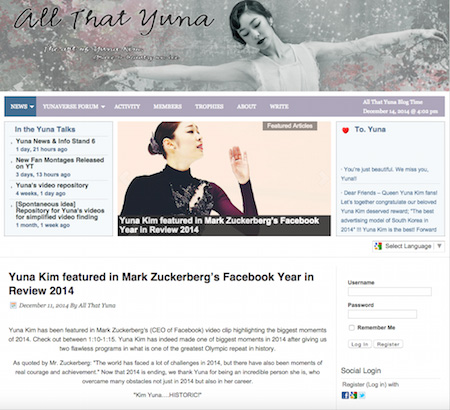 All That Yuna
NEWS
YUNAVERSE FORUM
ACTIVITY
MEMBERS
TROPHIES
ABOUT
WRITE
All That Yuna Blog Time
December 14, 2014 @ 4:02 pm
In the Yuna Talks
Yuna News & Info Stand 6
1 day, 21 hours ago
New Fan Montages Released on YT
3 days, 13 hours ago
Yuna's video repository
4 weeks, 1 day ago
[Spontaneous idea] Repository for Yuna's videos for simplified video finding
1 month, 1 week ago
Featured Articles
Yuna Kim featured in Mark Zuckerberg's Facebook
Year in Review 2014
To. Yuna
· You're just beautiful. We miss you, Yuna!!
· Dear Friends – Queen Yuna Kim fans!
Let's together congratulate our beloved
Yuna Kim deserved reward; "The best
advertising model of South Korea from
2014" !!! Yuna Kim is the best! Forward
Select Language
Yuna Kim featured in Mark Zuckerberg's Facebook Year in
Review 2014
December 11, 2014 By All That Yuna
Yuna Kim has been featured in Mark Zuckerberg's (CEO of Facebook) video clip highlighting the biggest moments
of 2014. Check out between 1:10-1:15. Yuna Kim has indeed made one of biggest moments in 2014 after giving us
two flawless programs in what is one of the greatest Olympic repeat in history.
As quoted by Mr. Zuckerberg: "The world has faced a lot of challenges in 2014, but there have also been moments of
real courage and achievement." Now that 2014 is ending, we thank Yuna for being an incredible person she is, who
overcame many obstacles not just in 2014 but also in her career.
"Kim Yuna....HISTORIC!"
Username
Password
Remember Me
Log In
Register
Social Login
Register (Log in) with